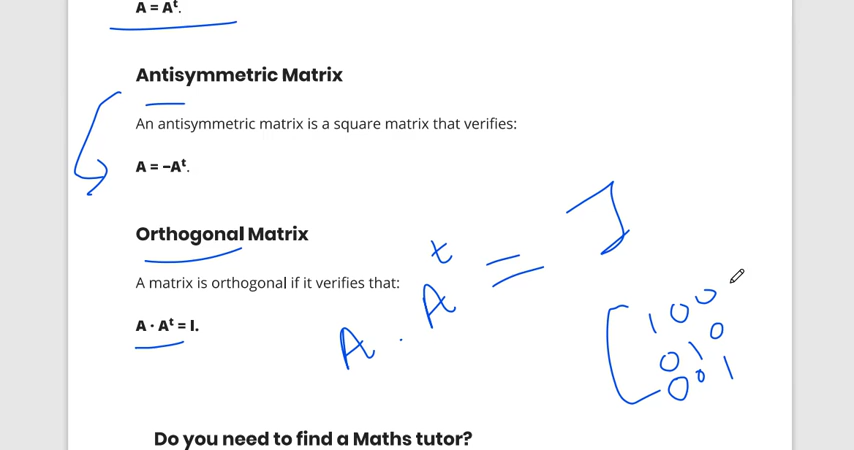 A = Aᵗ.
Antisymmetric Matrix
An antisymmetric matrix is a square matrix that verifies:
A = –Aᵗ.
Orthogonal Matrix
A matrix is orthogonal if it verifies that:
A · Aᵗ = I.
A . Aᵗ = I
[ 1 0 0
0 1 0
0 0 1
Do you need to find a Maths tutor?